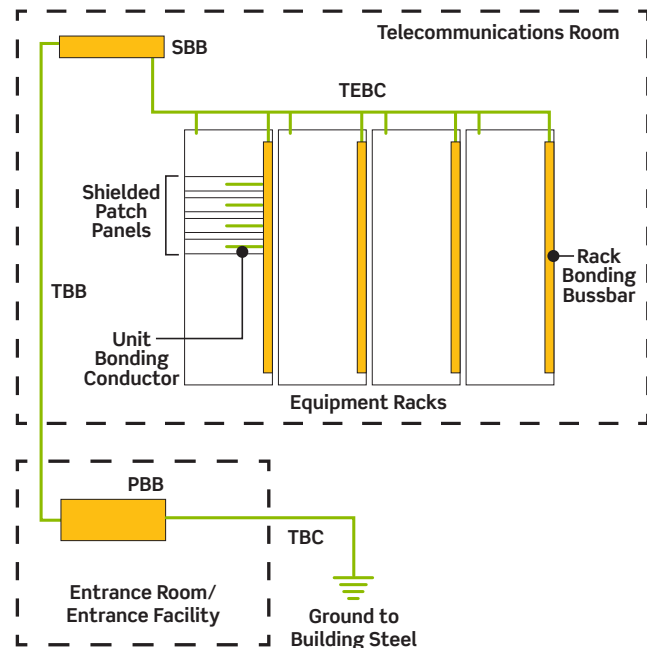 Telecommunications Room
SBB
TEBC
Shielded
Patch
Panels
TBB
Rack
Bonding
Bussbar
Unit
Bonding
Conductor
Equipment Racks
PBB
TBC
Entrance Room/
Entrance Facility
Ground to
Building Steel